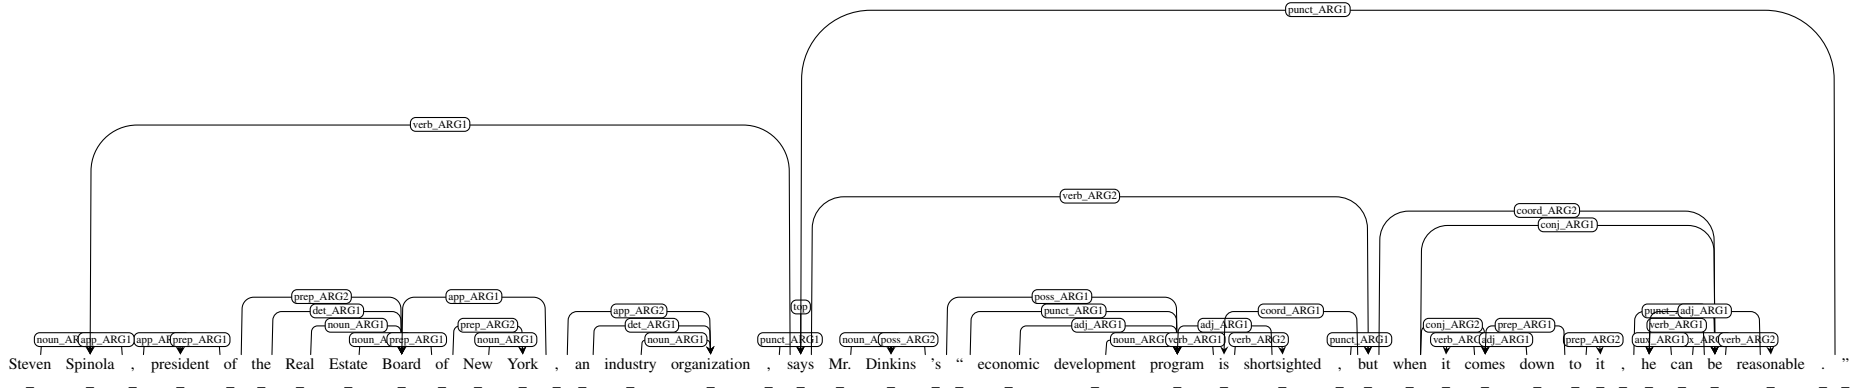 punct_ARG1
verb_ARG1
verb_ARG2
coord_ARG2
conj_ARG1
prep_ARG2 app_ARG1 top poss_ARG1
det_ARG1 app_ARG2 punct_ARG1 coord_ARG1 adj_ARG1
noun_ARG1 prep_ARG2 det_ARG1 adj_ARG1 adj_ARG1 conj_ARG2 prep_ARG1 verb_ARG1
app_ARG1 prep_ARG1 prep_ARG1 noun_ARG1 noun_ARG1 punct_ARG1 poss_ARG2 verb_ARG1 verb_ARG2 punct_ARG1 adj_ARG1 prep_ARG2 aux_ARG1 verb_ARG2
Steven Spinola , president of the Real Estate Board of New York , an industry organization , says Mr. Dinkins 's “ economic development program is shortsighted , but when it comes down to it , he can be reasonable . ”